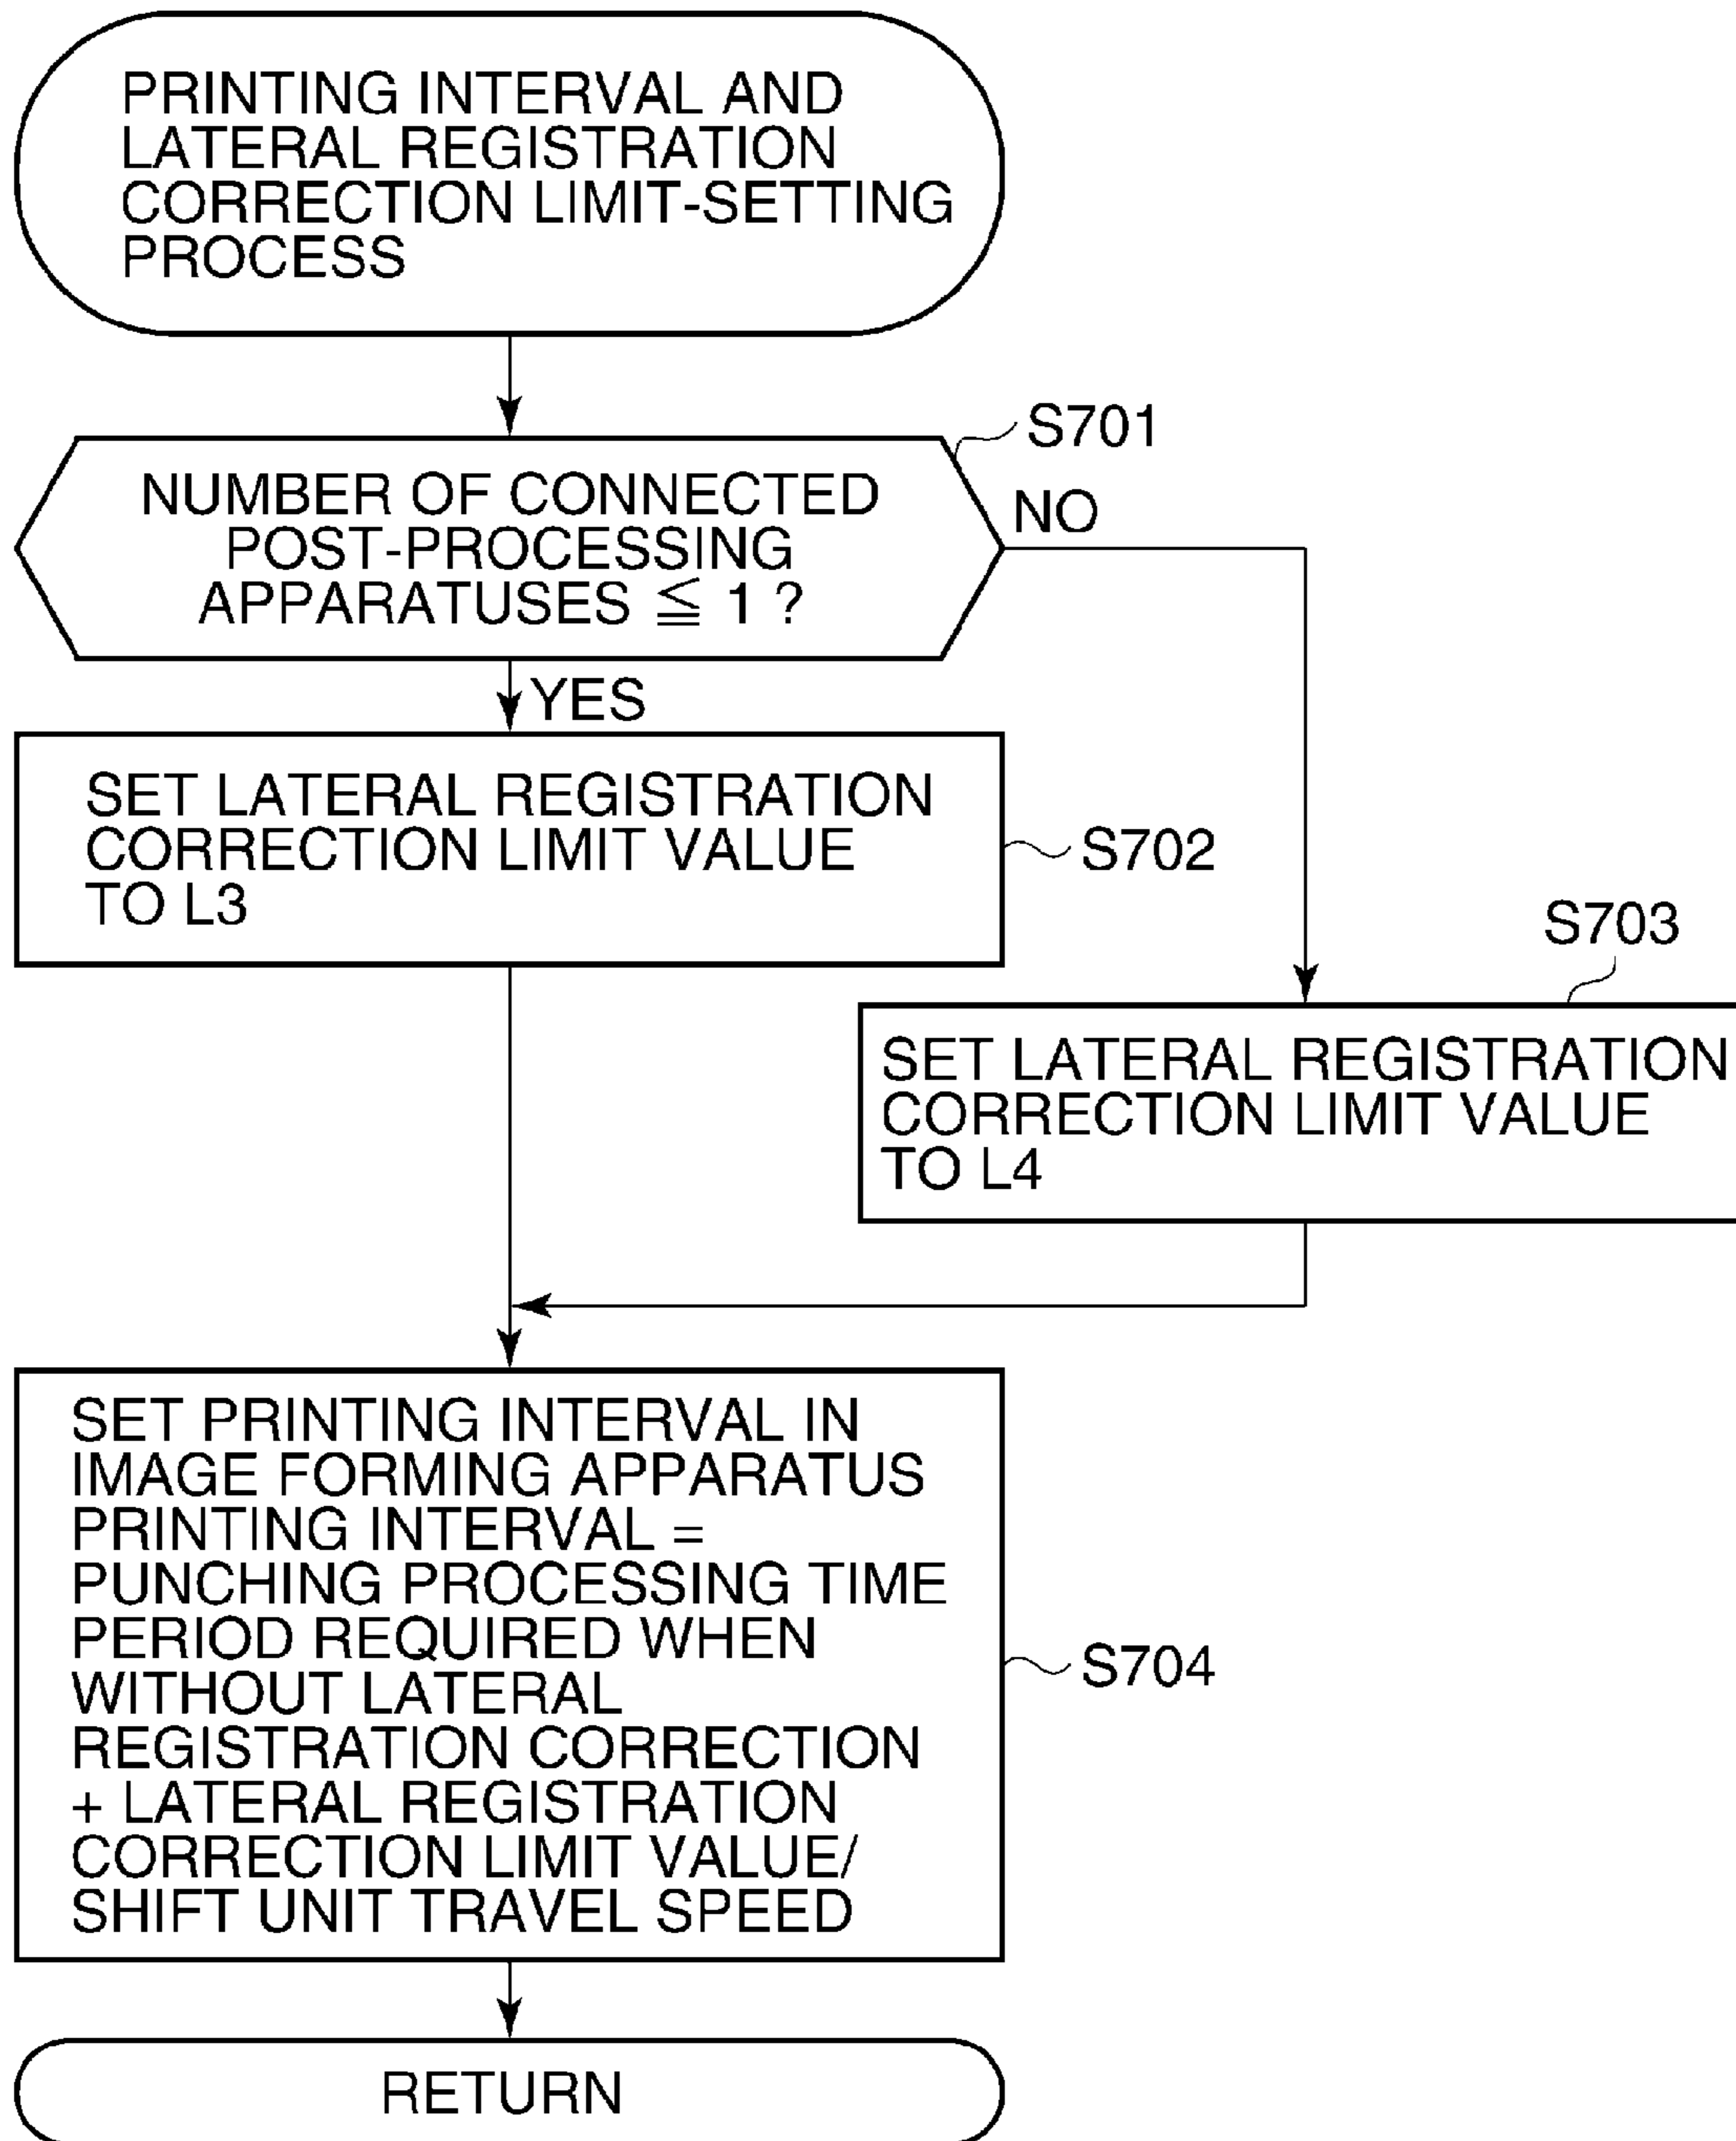 PRINTING INTERVAL AND
LATERAL REGISTRATION
CORRECTION LIMIT-SETTING
PROCESS
S701
NUMBER OF CONNECTED
POST-PROCESSING
APPARATUSES ≦ 1 ?
NO
YES
SET LATERAL REGISTRATION
CORRECTION LIMIT VALUE
TO L3
S702
S703
SET LATERAL REGISTRATION
CORRECTION LIMIT VALUE
TO L4
SET PRINTING INTERVAL IN
IMAGE FORMING APPARATUS
PRINTING INTERVAL =
PUNCHING PROCESSING TIME
PERIOD REQUIRED WHEN
WITHOUT LATERAL
REGISTRATION CORRECTION
+ LATERAL REGISTRATION
CORRECTION LIMIT VALUE/
SHIFT UNIT TRAVEL SPEED
S704
RETURN